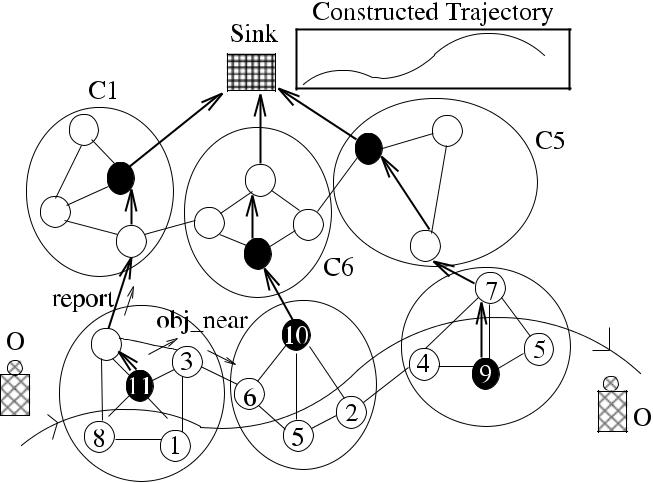 Constructed Trajectory
Sink
C1
C5
C6
report
obj_near
O
7
10
11
3
4
5
9
6
2
8
1
5
O